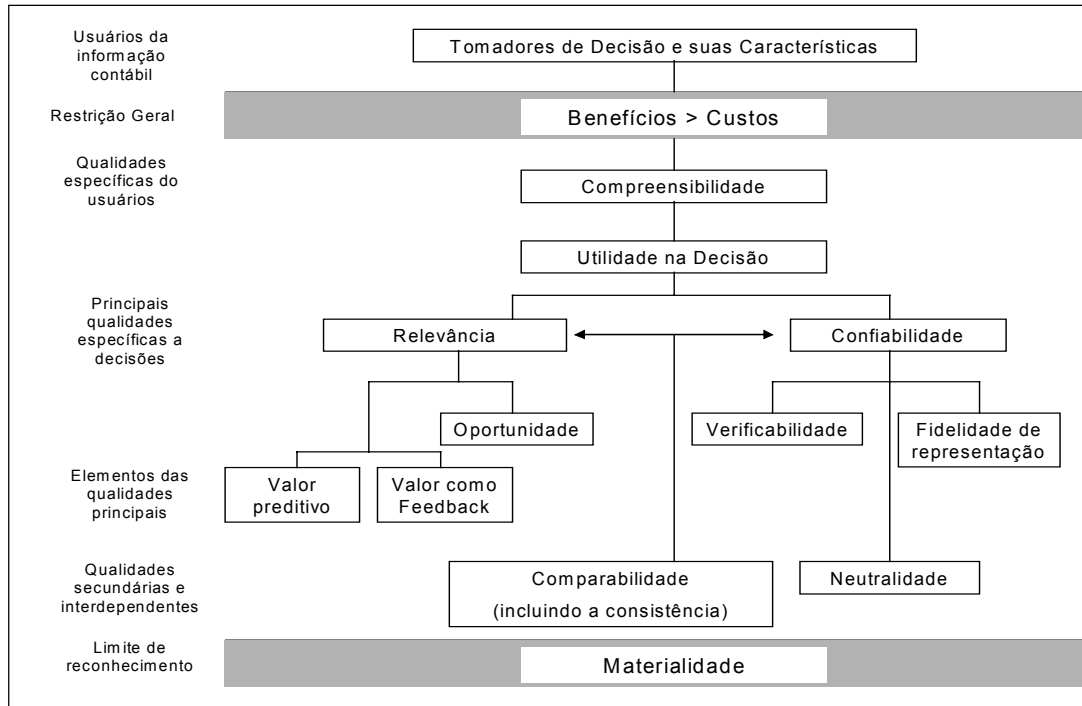 Usuários da
informação
contábil
Tomadores de Decisão e suas Características
Restrição Geral
Benefícios > Custos
Qualidades
específicas do
usuários
Compreensibilidade
Utilidade na Decisão
Principais
qualidades
específicas a
decisões
Relevância
Confiabilidade
Oportunidade
Verificabilidade
Fidelidade de
representação
Elementos das
qualidades
principais
Valor
preditivo
Valor como
Feedback
Qualidades
secundárias e
interdependentes
Comparabilidade
(incluindo a consistência)
Neutralidade
Limite de
reconhecimento
Materialidade